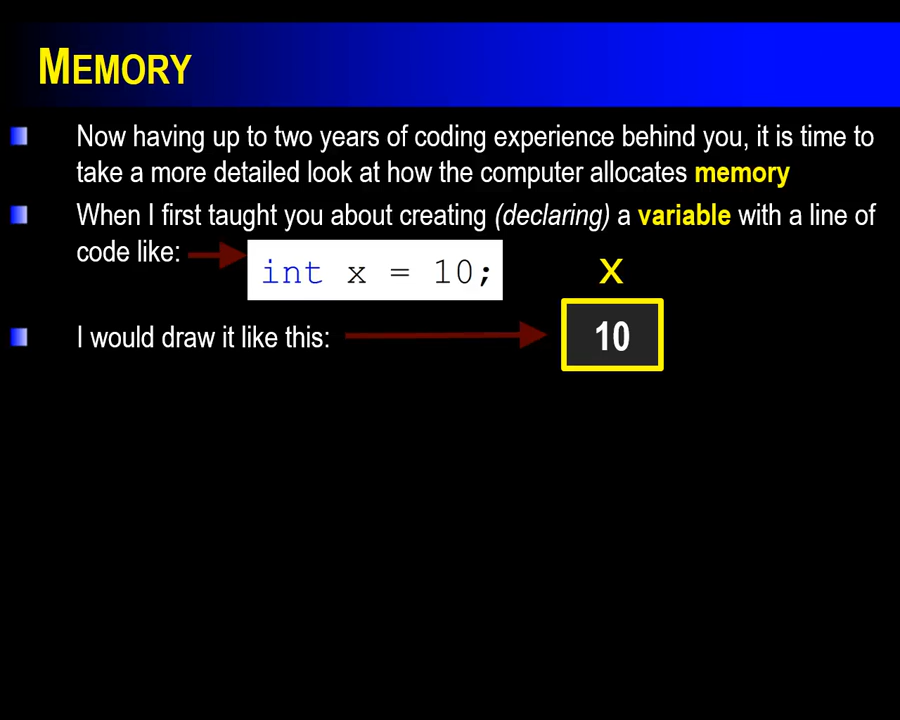 MEMORY
Now having up to two years of coding experience behind you, it is time to
take a more detailed look at how the computer allocates memory
When I first taught you about creating (declaring) a variable with a line of
code like:
int x = 10;
x
I would draw it like this:
10